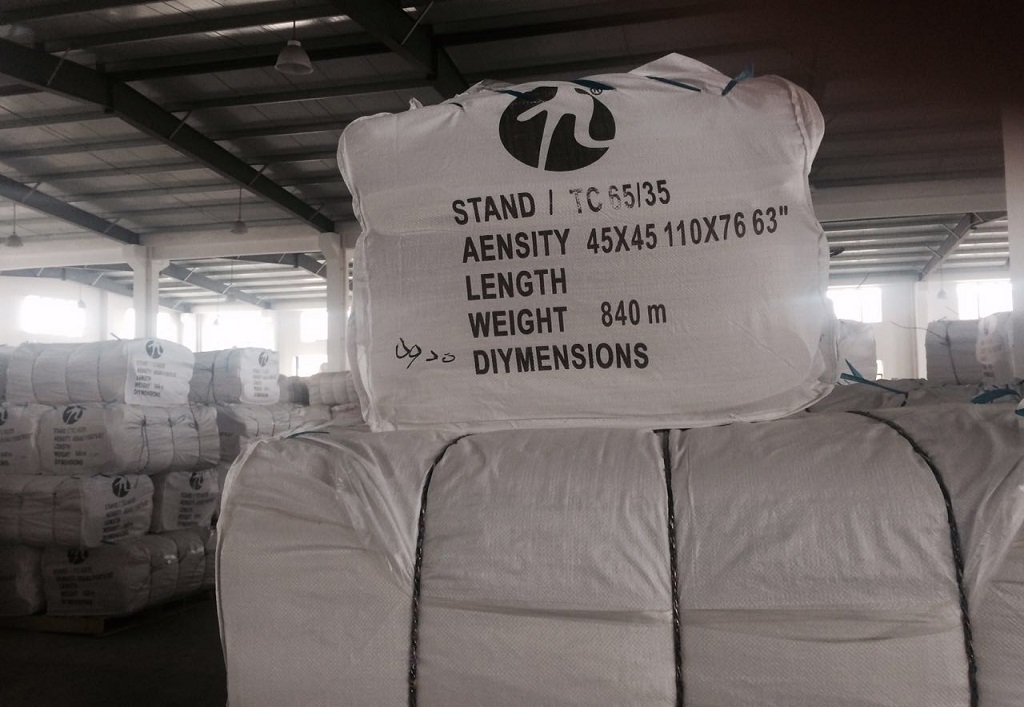 ®
STAND / TC 65/35
AENSITY 45X45 110X76 63"
LENGTH
WEIGHT 840 m
DIYMENSIONS